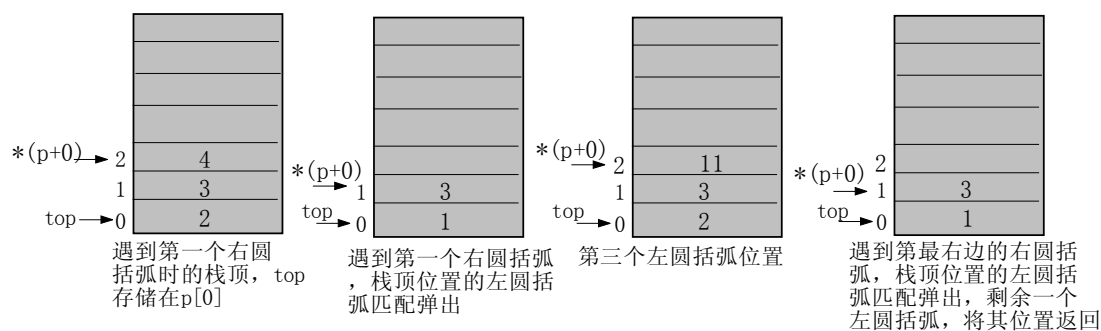 *(p+0)
2
4
1
3
top
0
2
遇到第一个右圆
括弧时的栈顶，top
存储在p[0]
*(p+0)
1
3
top
0
1
遇到第一个右圆括弧
，栈顶位置的左圆括
弧匹配弹出
*(p+0)
2
11
1
3
top
0
2
第三个左圆括弧位置
2
*(p+0)
1
3
top
0
1
遇到第最右边的右圆括
弧，栈顶位置的左圆括
弧匹配弹出，剩余一个
左圆括弧，将其位置返回